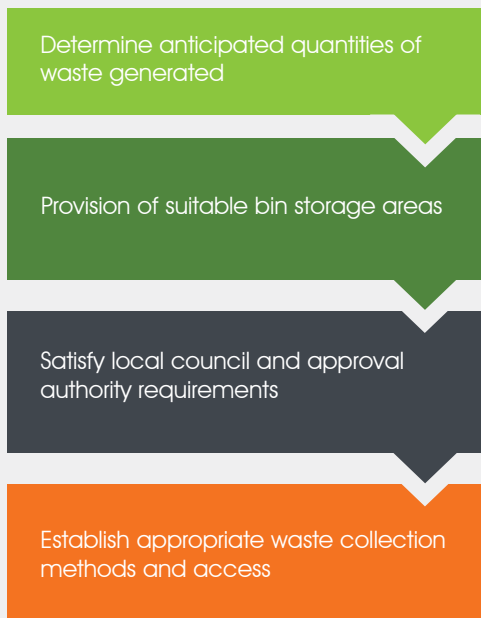 Determine anticipated quantities of
waste generated
Provision of suitable bin storage areas
Satisfy local council and approval
authority requirements
Establish appropriate waste collection
methods and access